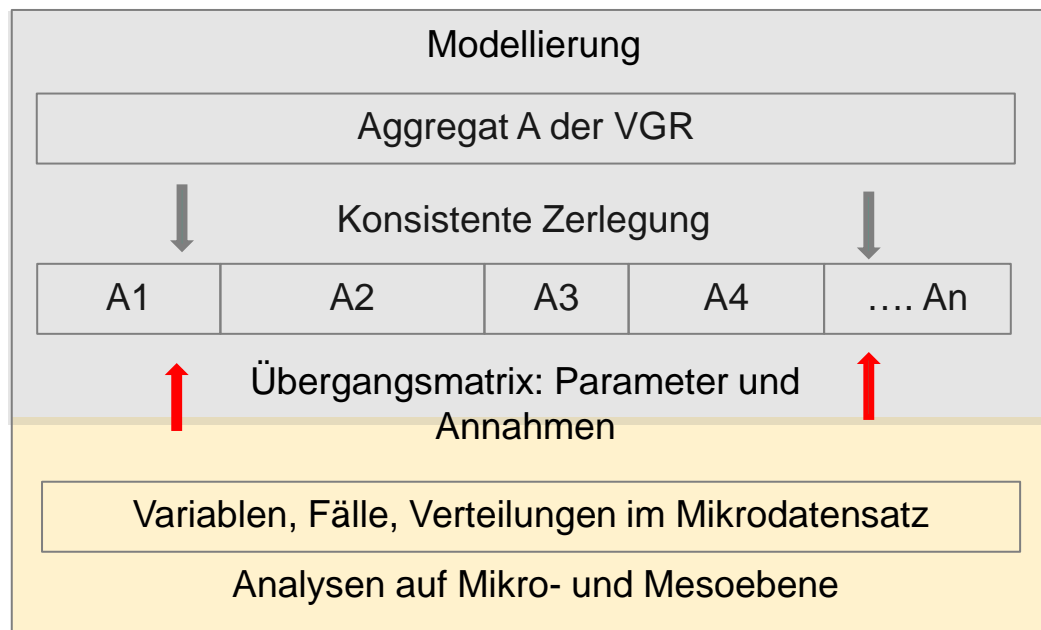 Modellierung
Aggregat A der VGR
Konsistente Zerlegung
A1 A2 A3 A4 …. An
Übergangsmatrix: Parameter und
Annahmen
Variablen, Fälle, Verteilungen im Mikrodatensatz
Analysen auf Mikro- und Mesoebene